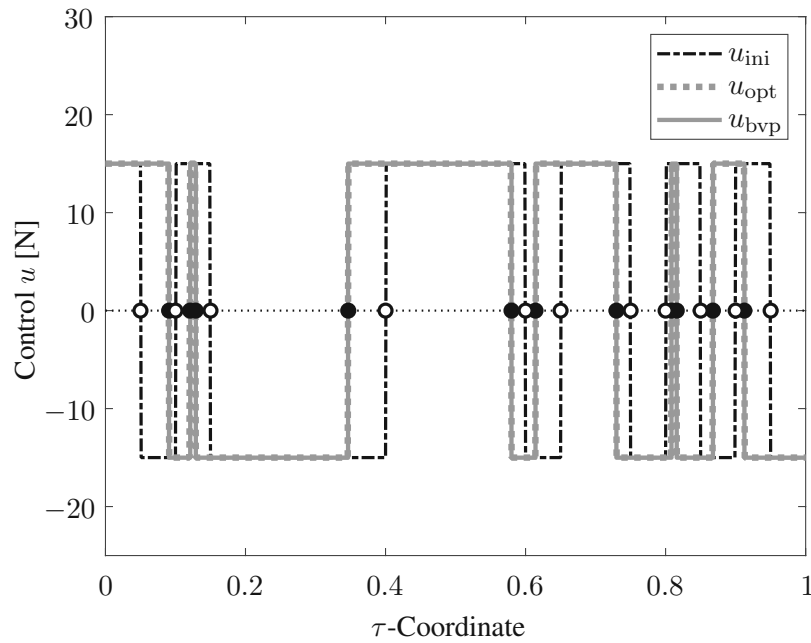 30
20
10
0
−10
−20
Control u [N]
u_ini
u_opt
u_bvp
0
0.2
0.4
0.6
0.8
1
τ-Coordinate